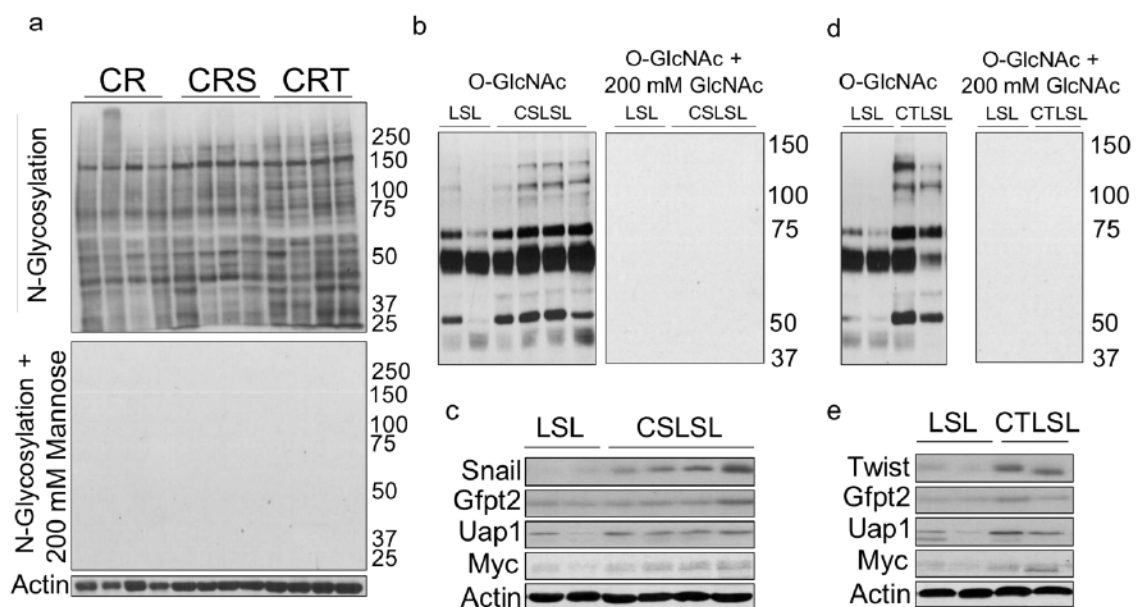 a
CR CRS CRT
N-Glycosylation
250
150
100
75
50
37
25
N-Glycosylation +
200 mM Mannose
250
150
100
75
50
37
25
Actin
b
O-GlcNAc
LSL CSLSL
O-GlcNAc +
200 mM GlcNAc
LSL CSLSL
150
100
75
50
37
c
LSL CSLSL
Snail
Gfpt2
Uap1
Myc
Actin
d
O-GlcNAc
LSL CTLSL
O-GlcNAc +
200 mM GlcNAc
LSL CTLSL
150
100
75
50
37
e
LSL CTLSL
Twist
Gfpt2
Uap1
Myc
Actin